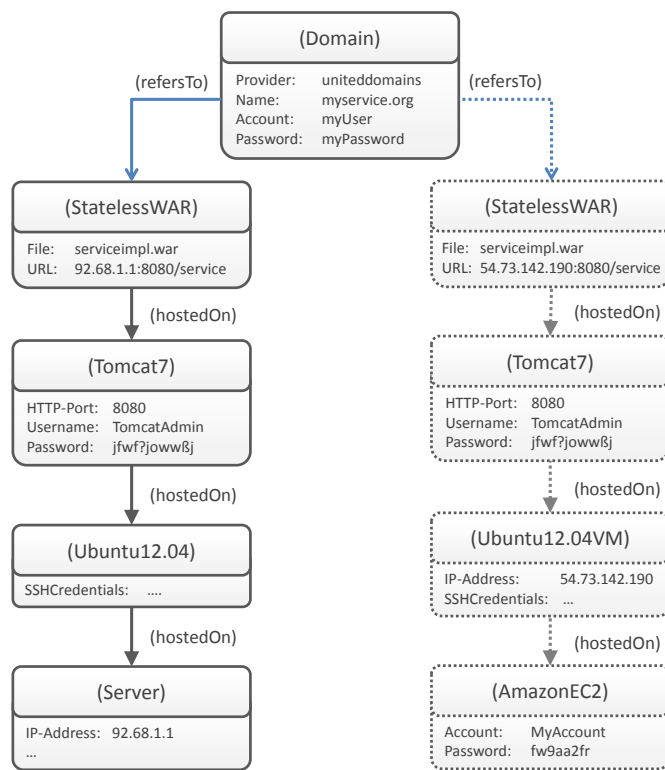 (Domain)
(refersTo)
(refersTo)
Provider: uniteddomains
Name: myservice.org
Account: myUser
Password: myPassword
(StatelessWAR)
File: serviceimpl.war
URL: 92.68.1.1:8080/service
(hostedOn)
(Tomcat7)
HTTP-Port: 8080
Username: TomcatAdmin
Password: jfwf?jowwßj
(hostedOn)
(Ubuntu12.04)
SSHCredentials: ....
(hostedOn)
(Server)
IP-Address: 92.68.1.1
...
(StatelessWAR)
File: serviceimpl.war
URL: 54.73.142.190:8080/service
(hostedOn)
(Tomcat7)
HTTP-Port: 8080
Username: TomcatAdmin
Password: jfwf?jowwßj
(hostedOn)
(Ubuntu12.04VM)
IP-Address: 54.73.142.190
SSHCredentials: ...
(hostedOn)
(AmazonEC2)
Account: MyAccount
Password: fw9aa2fr